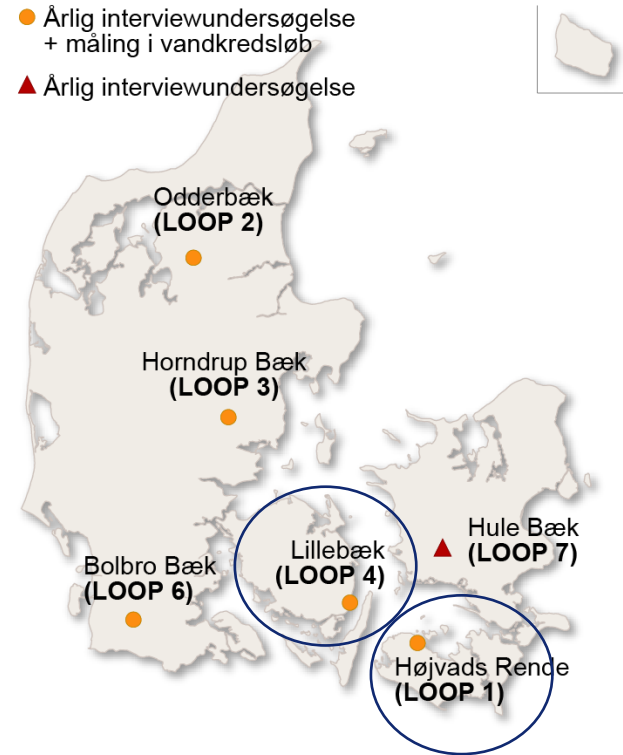 Årlig interviewundersøgelse
+ måling i vandkredsløb
Årlig interviewundersøgelse
Odderbæk
(LOOP 2)
Horndrup Bæk
(LOOP 3)
Hule Bæk
(LOOP 7)
Lillebæk
(LOOP 4)
Bolbro Bæk
(LOOP 6)
Højvads Rende
(LOOP 1)